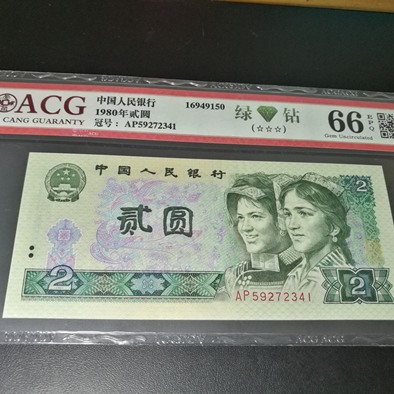 ACG
CANG GUARANTY
中国人民银行
1980年贰圆
冠号：AP59272341
16949150
绿 钻
(☆☆☆)
66
EPQ
Gem Uncirculated
中国人民银行
2
贰圆
AP59272341
2
2
ACG ACG